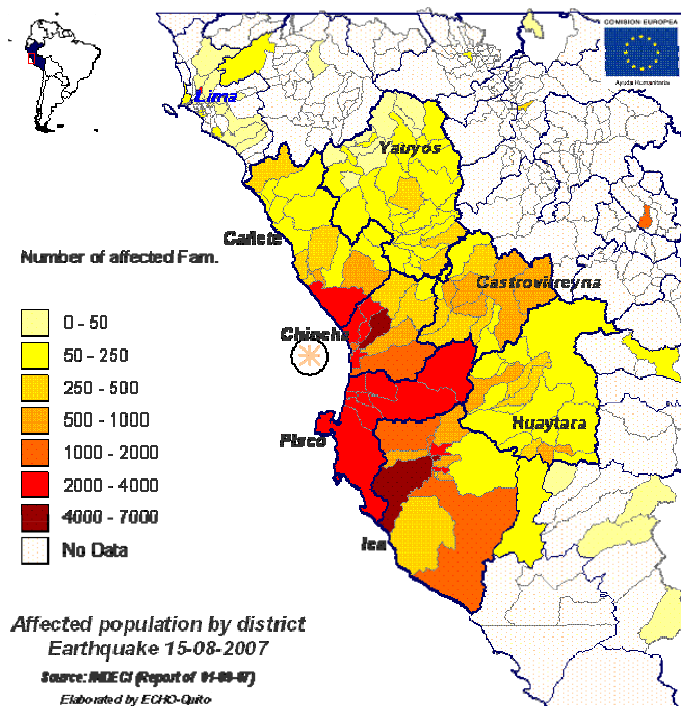 COMISION EUROPEA
Ayuda Humanitaria
Lima
Yauyos
Cañete
Number of affected Fam.
Castrovirreyna
0 - 50
Chincha
50 - 250
250 - 500
500 - 1000
Huaytara
Pisco
1000 - 2000
2000 - 4000
4000 - 7000
Ica
No Data
Affected population by district
Earthquake 15-08-2007
Source: INDECI (Report of 01-09-07)
Elaborated by ECHO-Quito